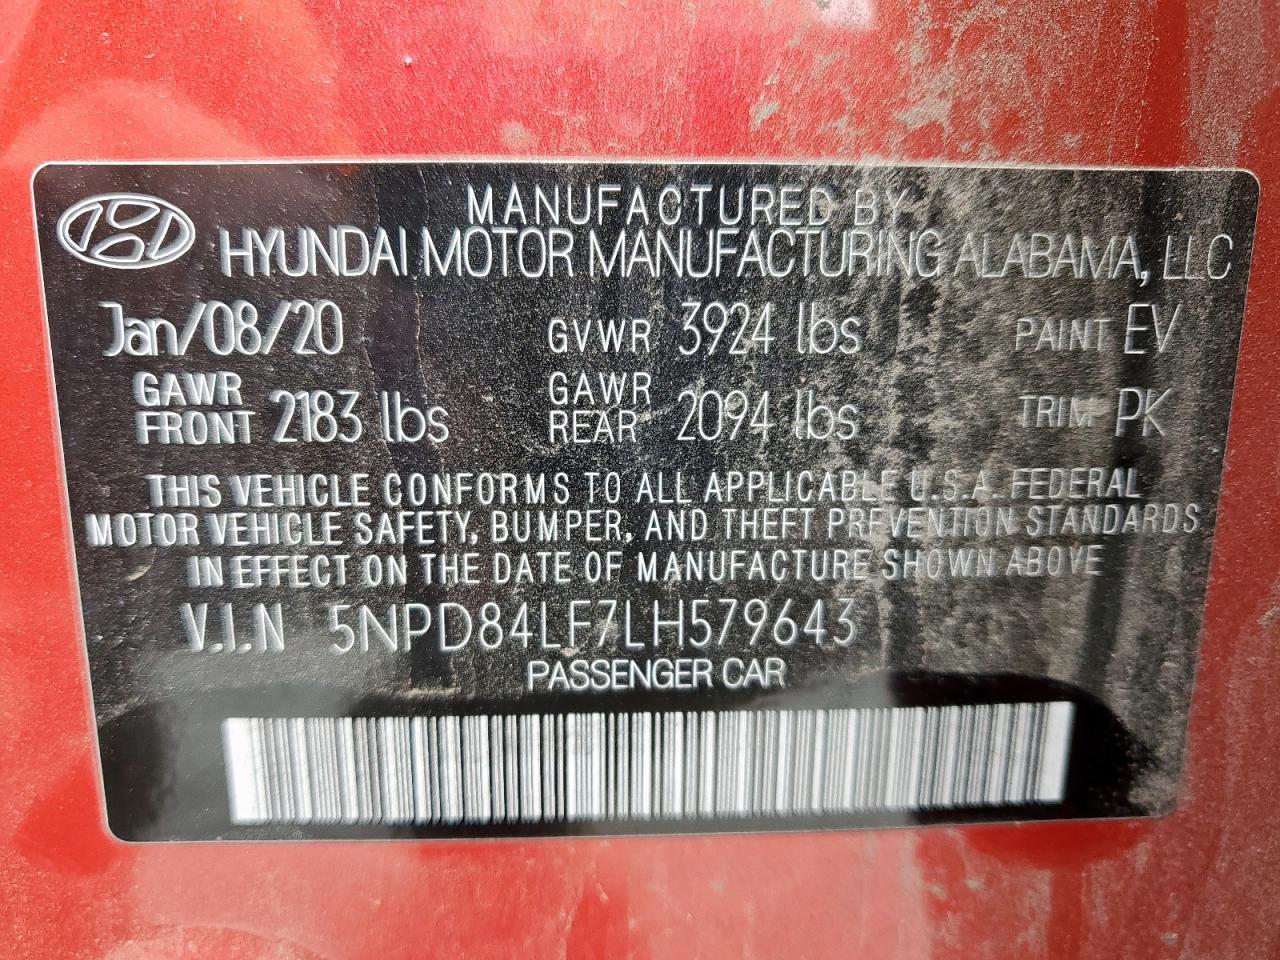 MANUFACTURED BY
HYUNDAI MOTOR MANUFACTURING ALABAMA, LLC
Jan/08/20 GVWR 3924 lbs PAINT EV
GAWR FRONT 2183 lbs GAWR REAR 2094 lbs TRIM PK
THIS VEHICLE CONFORMS TO ALL APPLICABLE U.S.A. FEDERAL
MOTOR VEHICLE SAFETY, BUMPER, AND THEFT PREVENTION STANDARDS
IN EFFECT ON THE DATE OF MANUFACTURE SHOWN ABOVE
V.I.N 5NPD84LF7LH579643
PASSENGER CAR